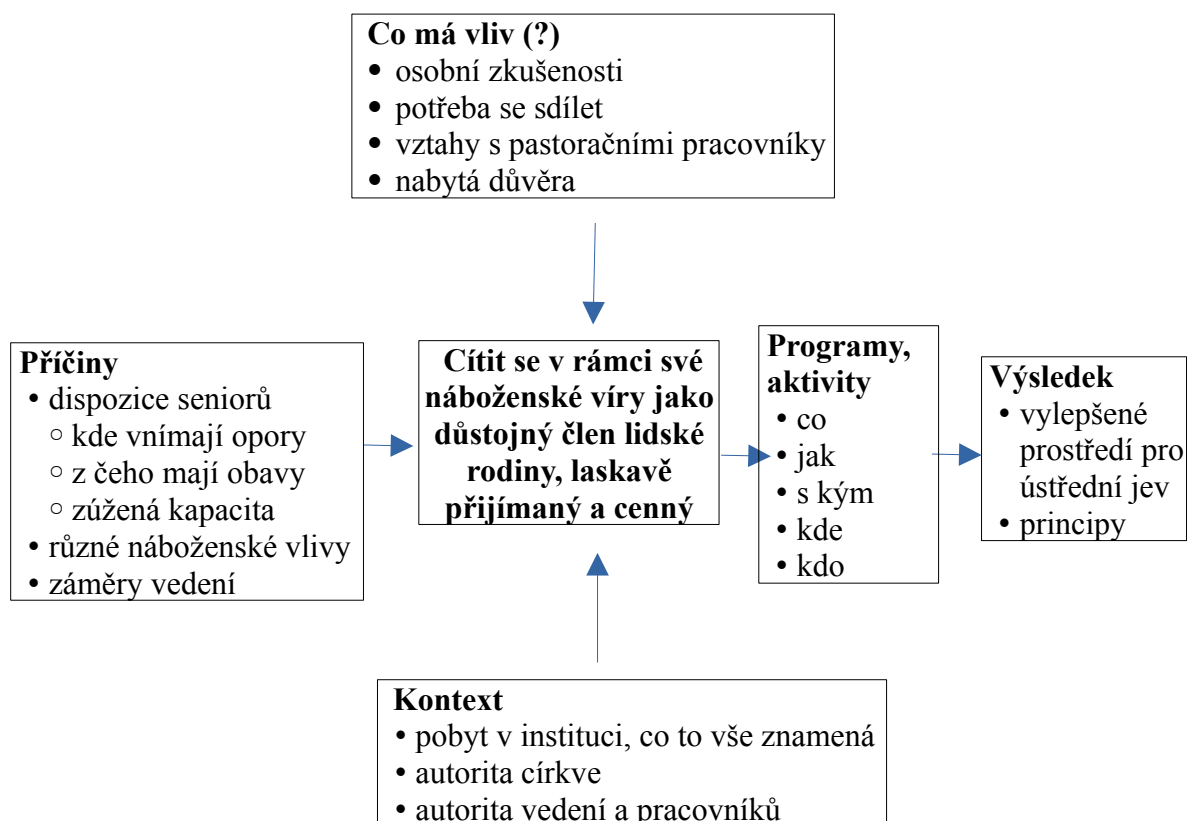 Co má vliv (?)
• osobní zkušenosti
• potřeba se sdílet
• vztahy s pastoračními pracovníky
• nabytá důvěra
Příčiny
• dispozice seniorů
○ kde vnímají opory
○ z čeho mají obavy
○ zúžená kapacita
• různé náboženské vlivy
• záměry vedení
Cítit se v rámci své
náboženské víry jako
důstojný člen lidské
rodiny, laskavě
přijímaný a cenný
Programy,
aktivity
• co
• jak
• s kým
• kde
• kdo
Výsledek
• vylepšené
prostředí pro
ústřední jev
• principy
Kontext
• pobyt v instituci, co to vše znamená
• autorita církve
• autorita vedení a pracovníků